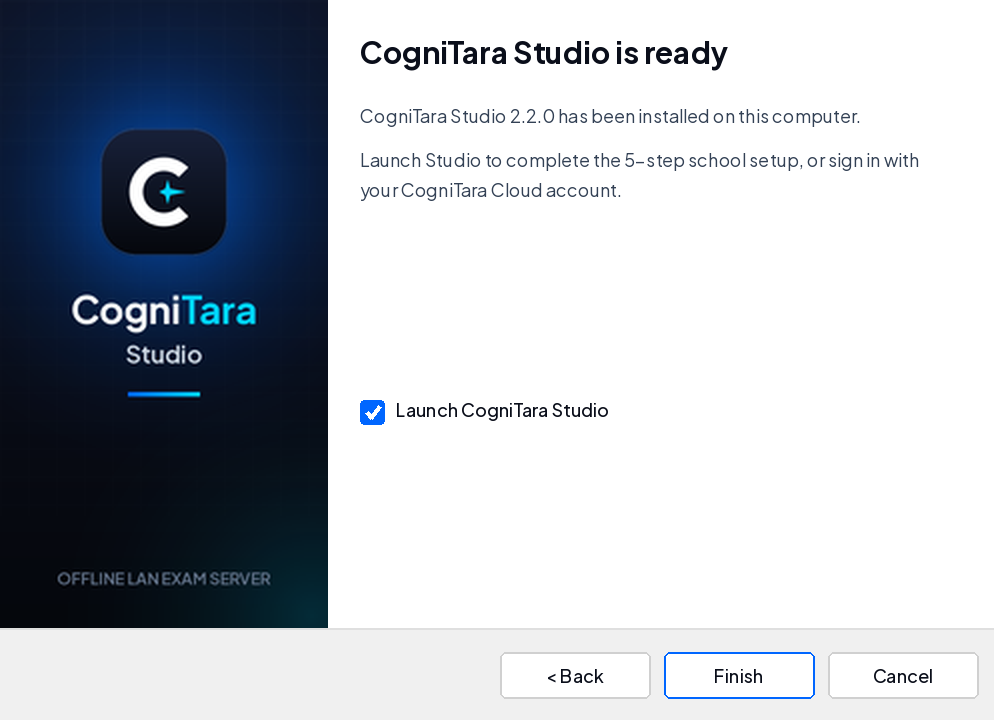 CogniTara Studio is ready
CogniTara Studio 2.2.0 has been installed on this computer.
Launch Studio to complete the 5-step school setup, or sign in with
your CogniTara Cloud account.
CogniTara
Studio
Launch CogniTara Studio
OFFLINE LAN EXAM SERVER
< Back
Finish
Cancel